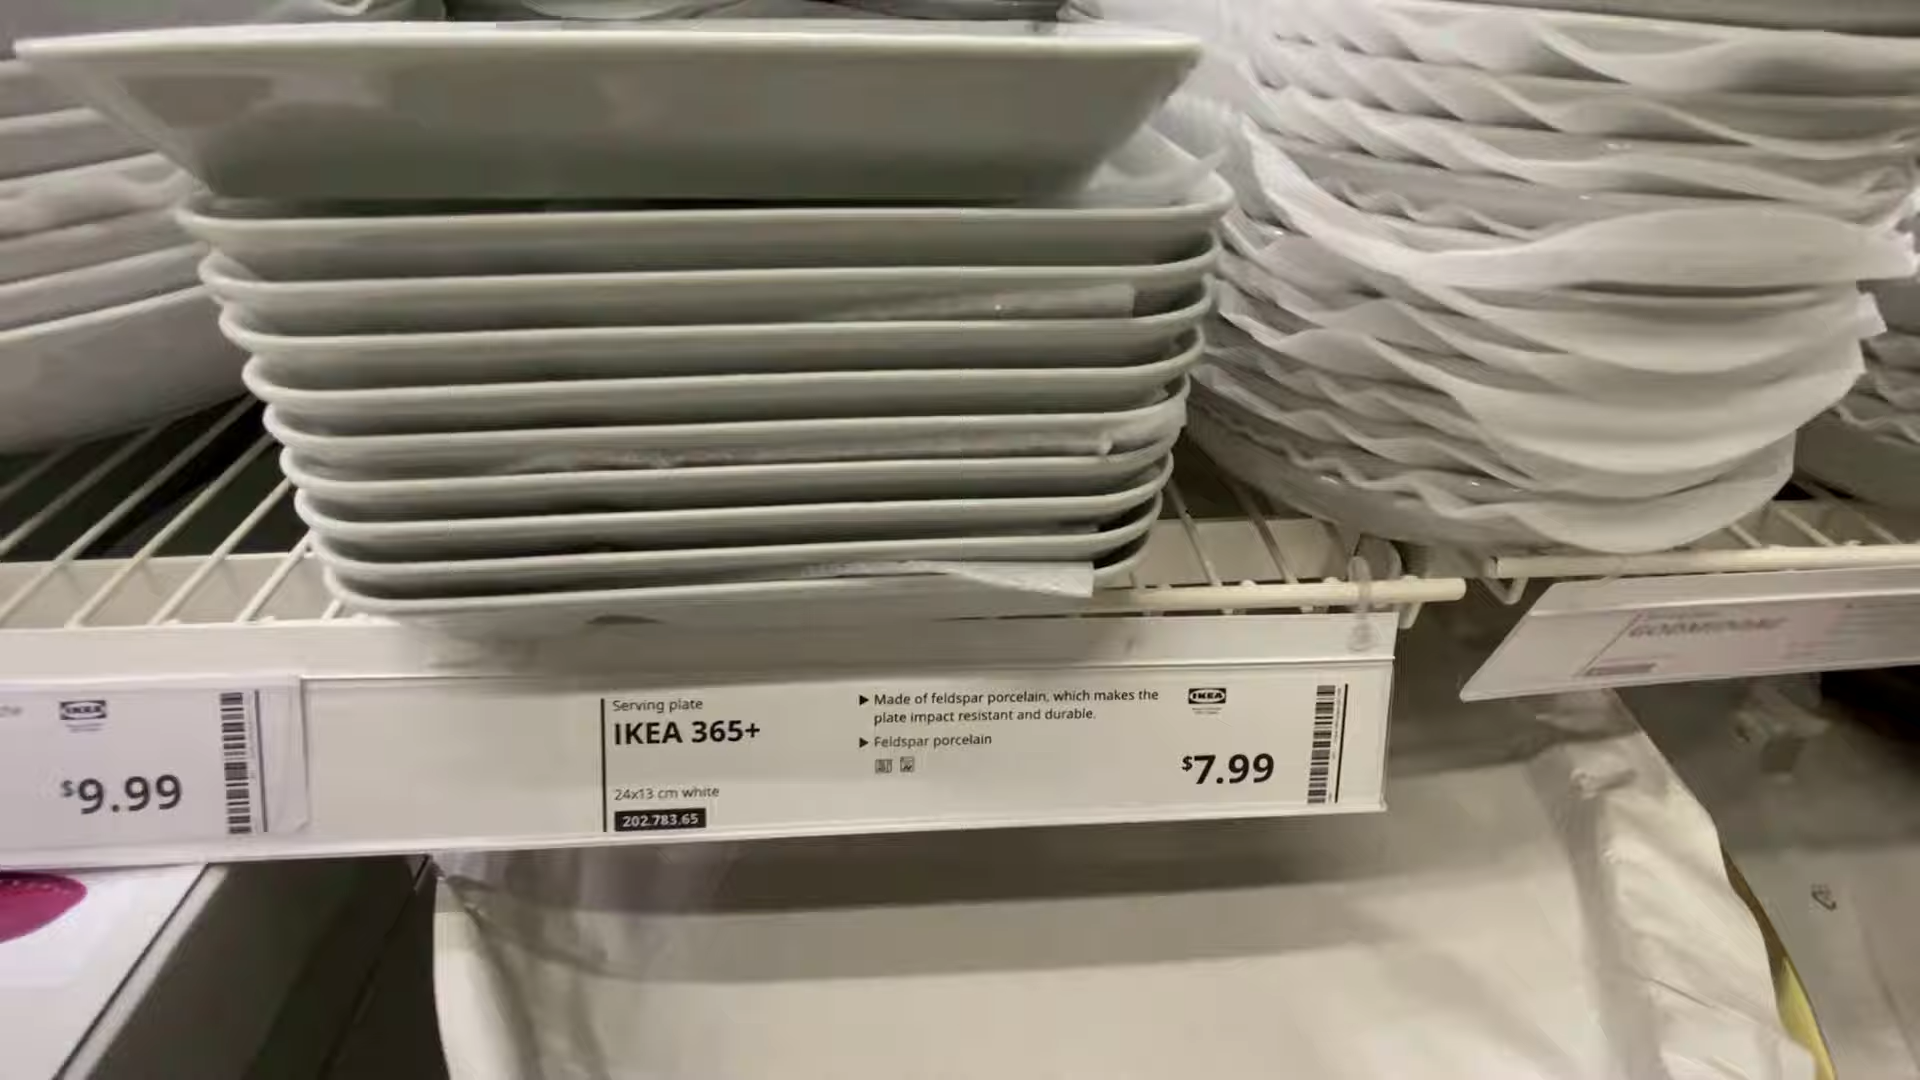 IKEA
$9.99
Serving plate
IKEA 365+
24x13 cm white
202.783.65
▶ Made of feldspar porcelain, which makes the
plate impact resistant and durable.
▶ Feldspar porcelain
IKEA
$7.99